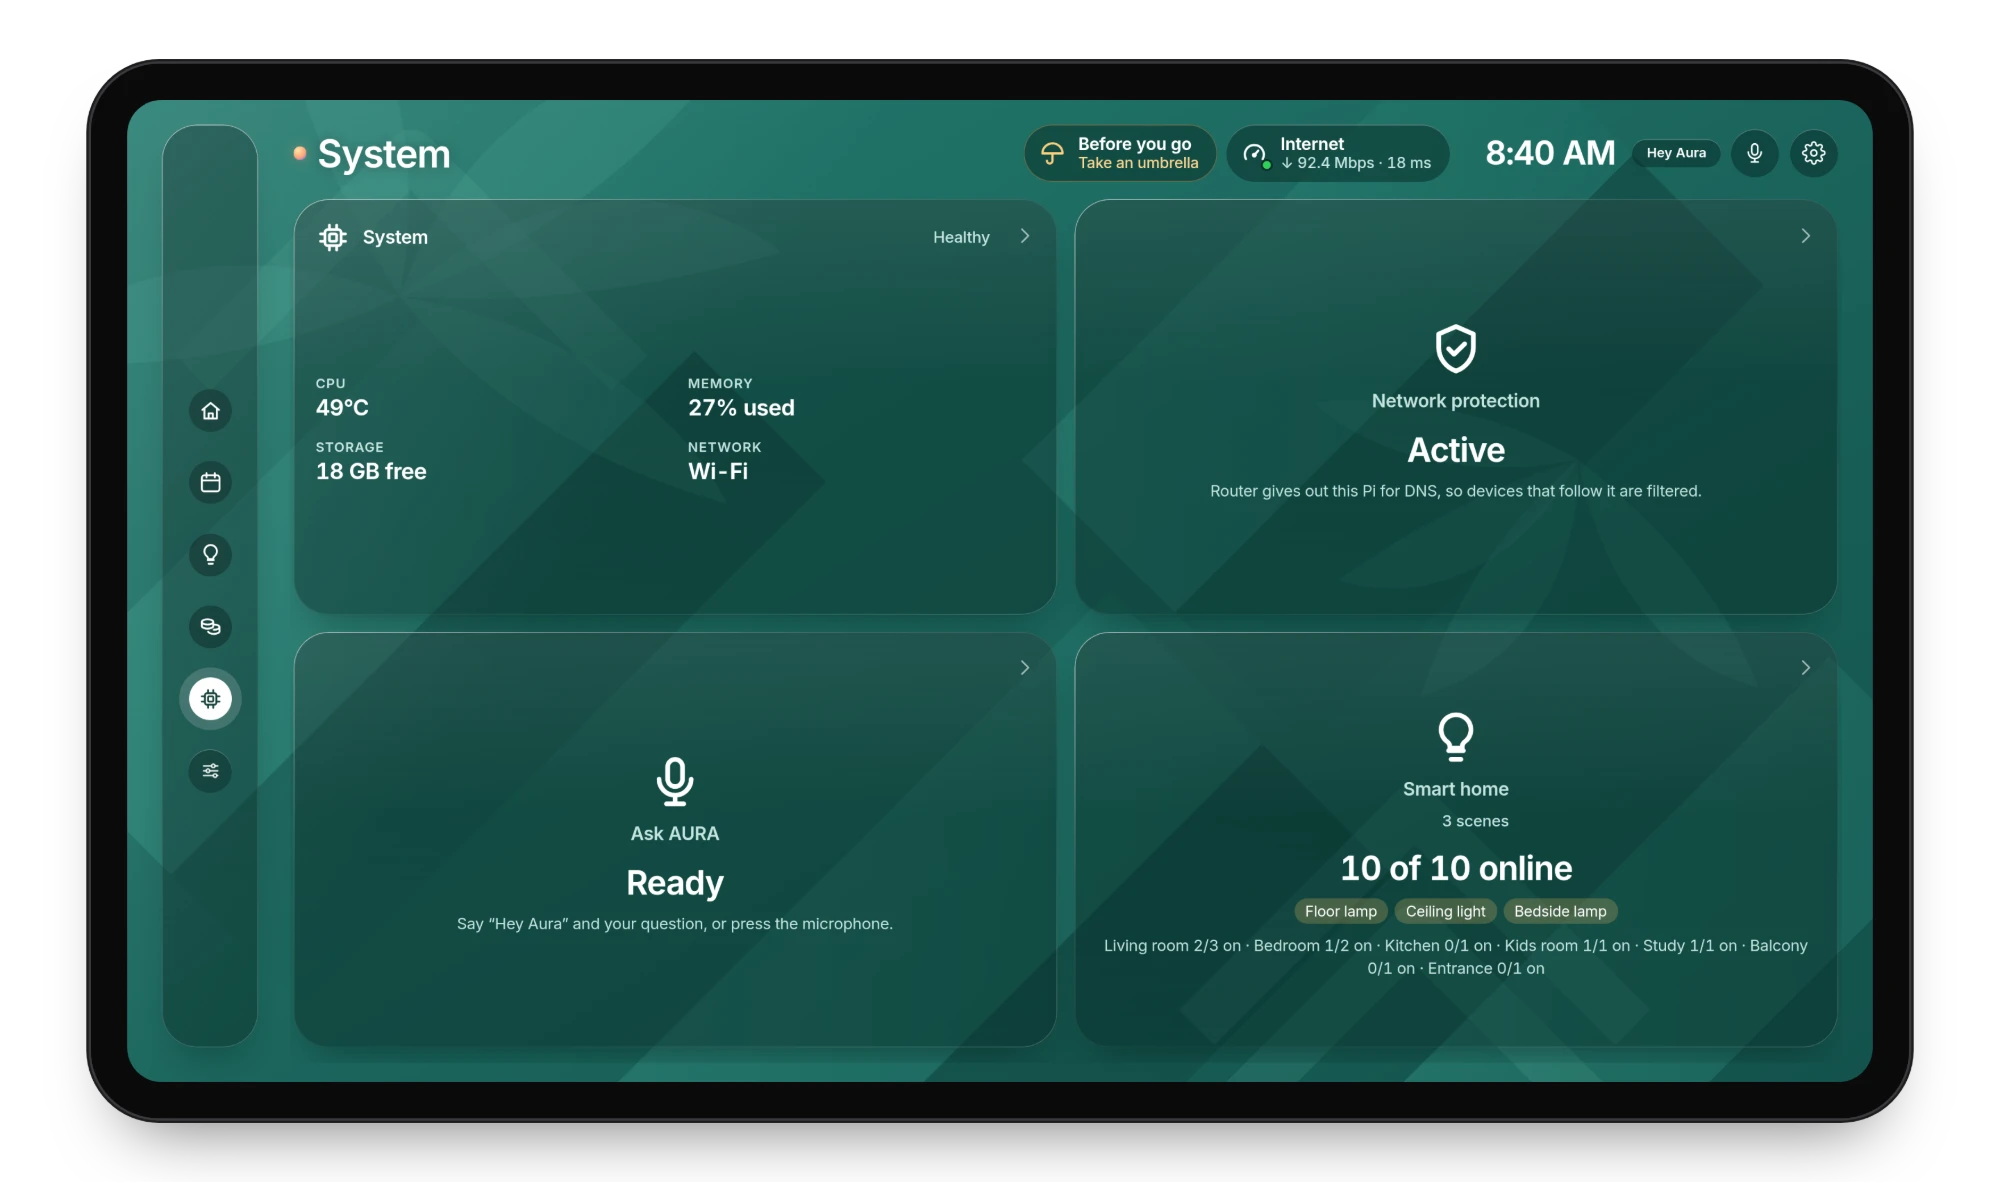 System
Before you go
Take an umbrella
Internet
↓ 92.4 Mbps · 18 ms
8:40 AM
Hey Aura
System
Healthy
CPU
49°C
MEMORY
27% used
STORAGE
18 GB free
NETWORK
Wi-Fi
Network protection
Active
Router gives out this Pi for DNS, so devices that follow it are filtered.
Ask AURA
Ready
Say “Hey Aura” and your question, or press the microphone.
Smart home
3 scenes
10 of 10 online
Floor lamp
Ceiling light
Bedside lamp
Living room 2/3 on · Bedroom 1/2 on · Kitchen 0/1 on · Kids room 1/1 on · Study 1/1 on · Balcony
0/1 on · Entrance 0/1 on